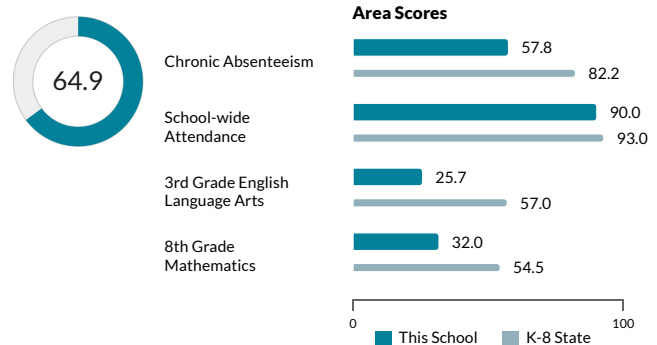 Area Scores
64.9
Chronic Absenteeism
57.8
82.2
School-wide
Attendance
90.0
93.0
3rd Grade English
Language Arts
25.7
57.0
8th Grade
Mathematics
32.0
54.5
0
100
This School
K-8 State